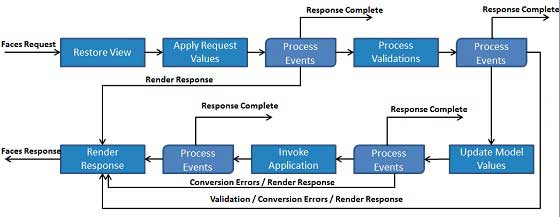 Response Complete
Response Complete
Faces Request
Restore View
Apply Request
Values
Process
Events
Process
Validations
Process
Events
Render Response
Response Complete
Response Complete
Faces Response
Render
Response
Process
Events
Invoke
Application
Process
Events
Update Model
Values
Conversion Errors / Render Response
Validation / Conversion Errors / Render Response